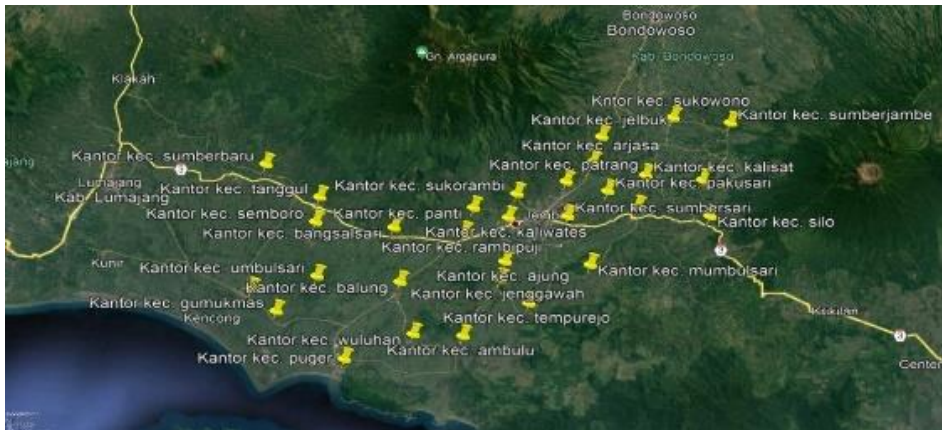 Bondowoso
Bondowoso
Gn. Argapura
Kab. Bondowoso
Klakah
Kntor kec. sukowono
Kantor kec. jelbuk
Kantor kec. sumberjambe
Kantor kec. arjasa
Kantor kec. sumberbaru
Kantor kec. patrang
Kantor kec. kalisat
Lumajang
Kab. Lumajang
Kantor kec. tanggul
Kantor kec. sukorambi
Kantor kec. pakusari
Kantor kec. semboro
Kantor kec. panti
Kantor kec. sumbersari
Kantor kec. silo
Kantor kec. bangsalsari
Kantor kec. kaliwates
Kantor kec. rambipuji
Kunir
Kantor kec. umbulsari
Kantor kec. ajung
Kantor kec. mumbulsari
Kantor kec. balung
Kantor kec. jenggawah
Kantor kec. gumukmas
Kencong
Kantor kec. tempurejo
Kantor kec. wuluhan
Kantor kec. ambulu
Kantor kec. puger
3
3
Center